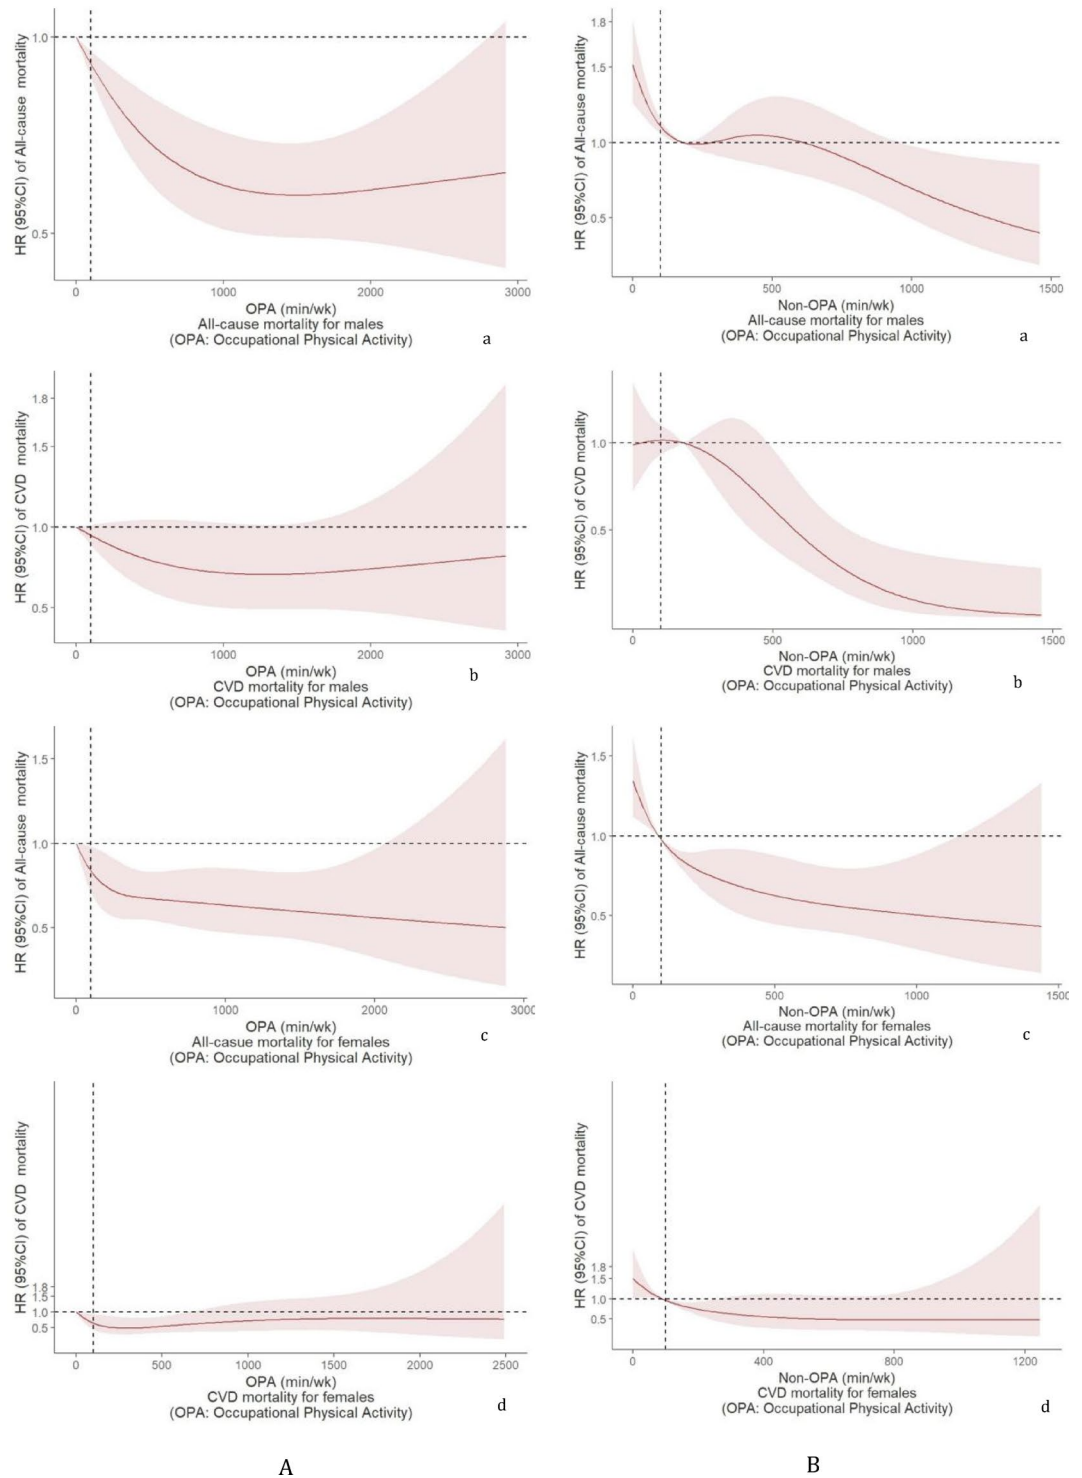 HR (95%CI) of All-cause mortality
1.0
0.5
0 1000 2000 3000
OPA (min/wk)
All-cause mortality for males
(OPA: Occupational Physical Activity)
a
HR (95%CI) of All-cause mortality
1.8
1.5
1.0
0.5
0 500 1000 1500
Non-OPA (min/wk)
All-cause mortality for males
(OPA: Occupational Physical Activity)
a
HR (95%CI) of CVD mortality
1.8
1.5
1.0
0.5
0 1000 2000 3000
OPA (min/wk)
CVD mortality for males
(OPA: Occupational Physical Activity)
b
HR (95%CI) of CVD mortality
1.0
0.5
0 500 1000 1500
Non-OPA (min/wk)
CVD mortality for males
(OPA: Occupational Physical Activity)
b
HR (95%CI) of All-cause mortality
1.5
1.0
0.5
0 1000 2000 3000
OPA (min/wk)
All-casue mortality for females
(OPA: Occupational Physical Activity)
c
HR (95%CI) of All-cause mortality
1.5
1.0
0.5
0 500 1000 1500
Non-OPA (min/wk)
All-cause mortality for females
(OPA: Occupational Physical Activity)
c
HR (95%CI) of CVD mortality
1.8
1.5
1.0
0.5
0 500 1000 1500 2000 2500
OPA (min/wk)
CVD mortality for females
(OPA: Occupational Physical Activity)
d
HR (95%CI) of CVD mortality
1.8
1.5
1.0
0.5
0 400 800 1200
Non-OPA (min/wk)
CVD mortality for females
(OPA: Occupational Physical Activity)
d
A
B